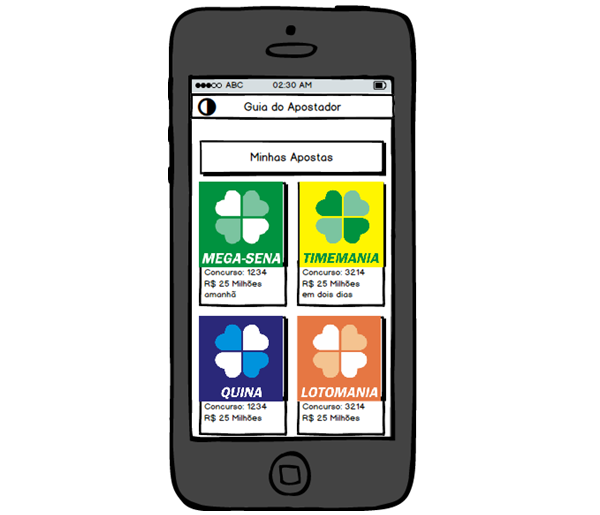 ABC 02:30 AM
Guia do Apostador
Minhas Apostas
MEGA-SENA
Concurso: 1234
R$ 25 Milhões
amanhã
TIMEMANIA
Concurso: 3214
R$ 25 Milhões
em dois dias
QUINA
Concurso: 1234
R$ 25 Milhões
LOTOMANIA
Concurso: 3214
R$ 25 Milhões